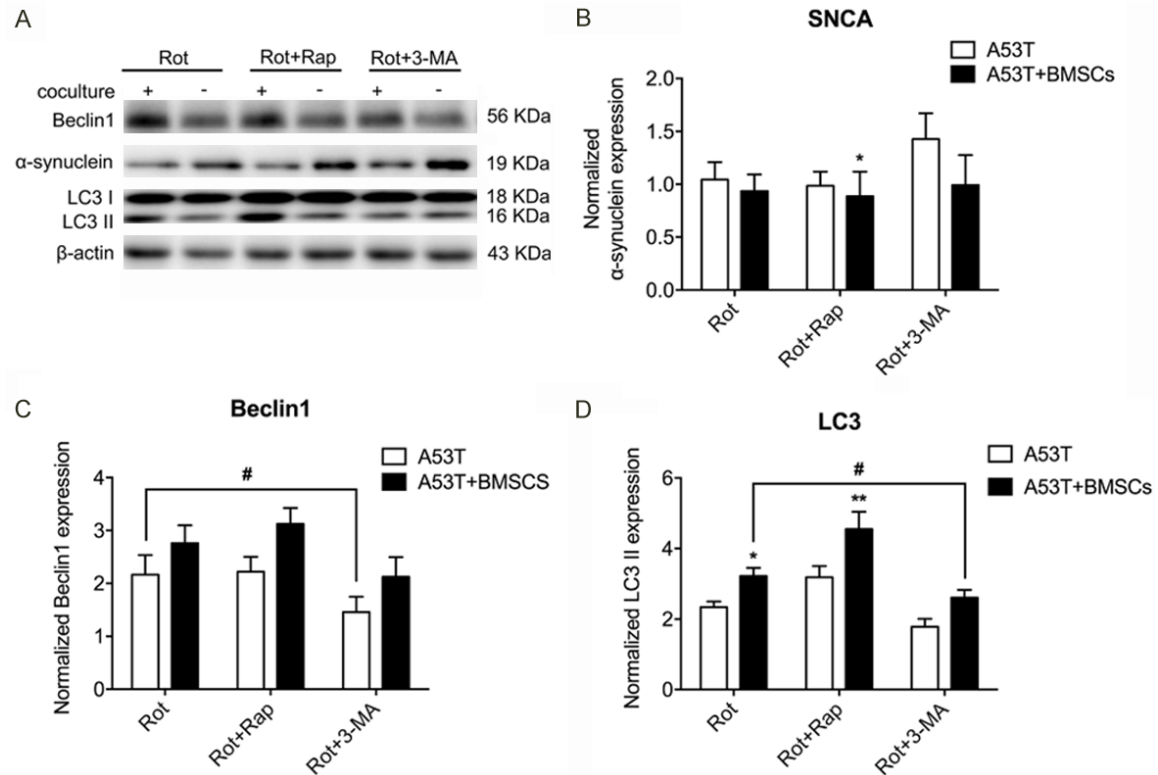 A
Rot Rot+Rap Rot+3-MA
coculture + - + - + -
Beclin1 56 KDa
α-synuclein 19 KDa
LC3 I 18 KDa
LC3 II 16 KDa
β-actin 43 KDa
B
SNCA
A53T
A53T+BMSCs
Normalized
α-synuclein expression
2.0
1.5
1.0
0.5
0.0
*
Rot
Rot+Rap
Rot+3-MA
C
Beclin1
A53T
A53T+BMSCS
Normalized Beclin1 expression
4
3
2
1
0
#
Rot
Rot+Rap
Rot+3-MA
D
LC3
A53T
A53T+BMSCs
Normalized LC3 II expression
6
4
2
0
#
*
**
Rot
Rot+Rap
Rot+3-MA